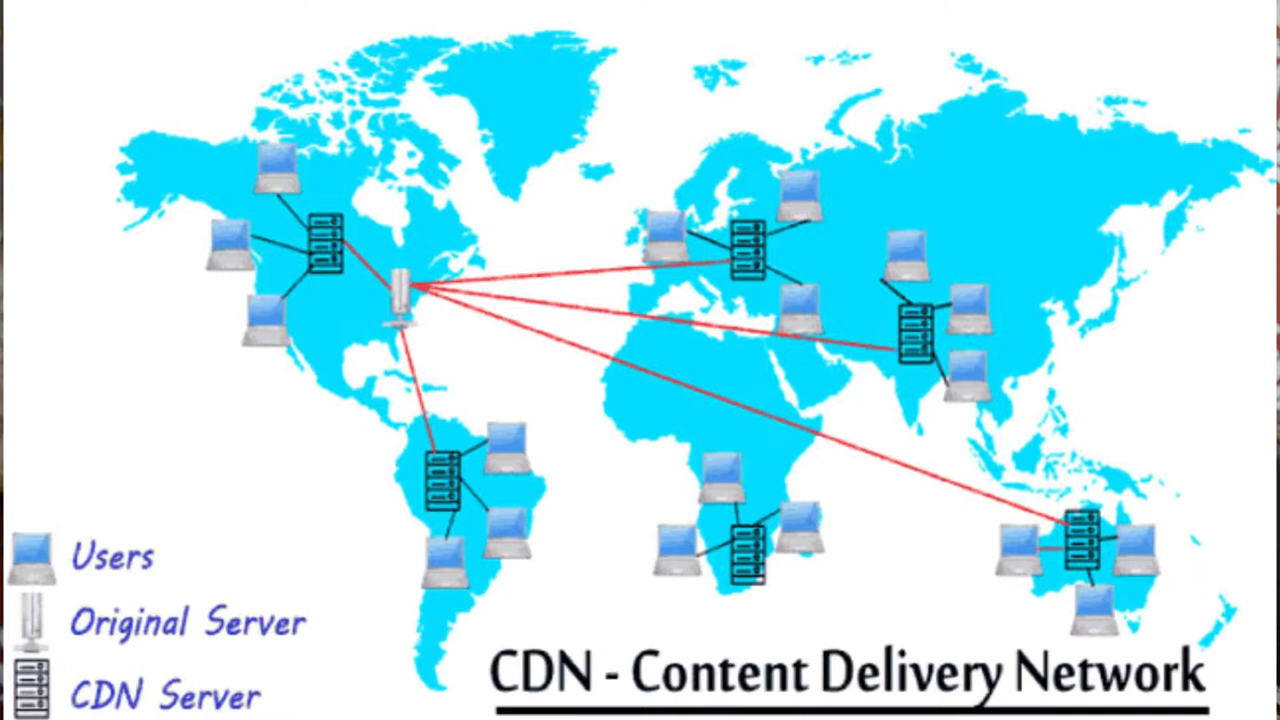 Users
Original Server
CDN Server
CDN - Content Delivery Network